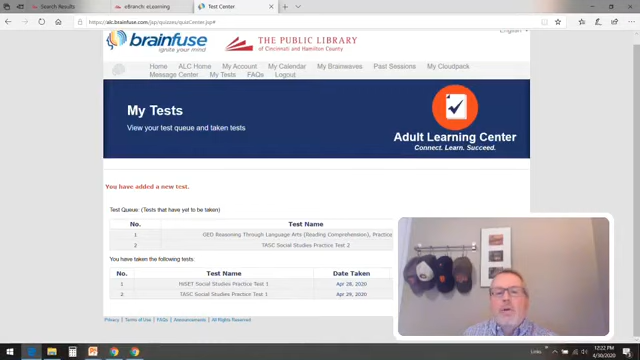 Search Results
eBranch: eLearning
Test Center
https://alc.brainfuse.com/jsp/quizon/quizCenter.jsp#
brainfuse
ignite your mind
THE PUBLIC LIBRARY
of Cincinnati and Hamilton County
English
Home ALC Home My Account My Calendar My Brainwaves Past Sessions My Cloudpack
Message Center My Tests FAQs Logout
My Tests
View your test queue and taken tests
Adult Learning Center
Connect. Learn. Succeed.
You have added a new test.
Test Queue: (Tests that have yet to be taken)
No. Test Name
1 GED Reasoning Through Language Arts (Reading Comprehension), Practice
2 TASC Social Studies Practice Test 2
You have taken the following tests:
No. Test Name Date Taken
1 HiSET Social Studies Practice Test 1 Apr 28, 2020
2 TASC Social Studies Practice Test 1 Apr 29, 2020
Privacy | Terms of Use | FAQs | Announcements | All Rights Reserved
Links
12:22 PM
4/30/2020